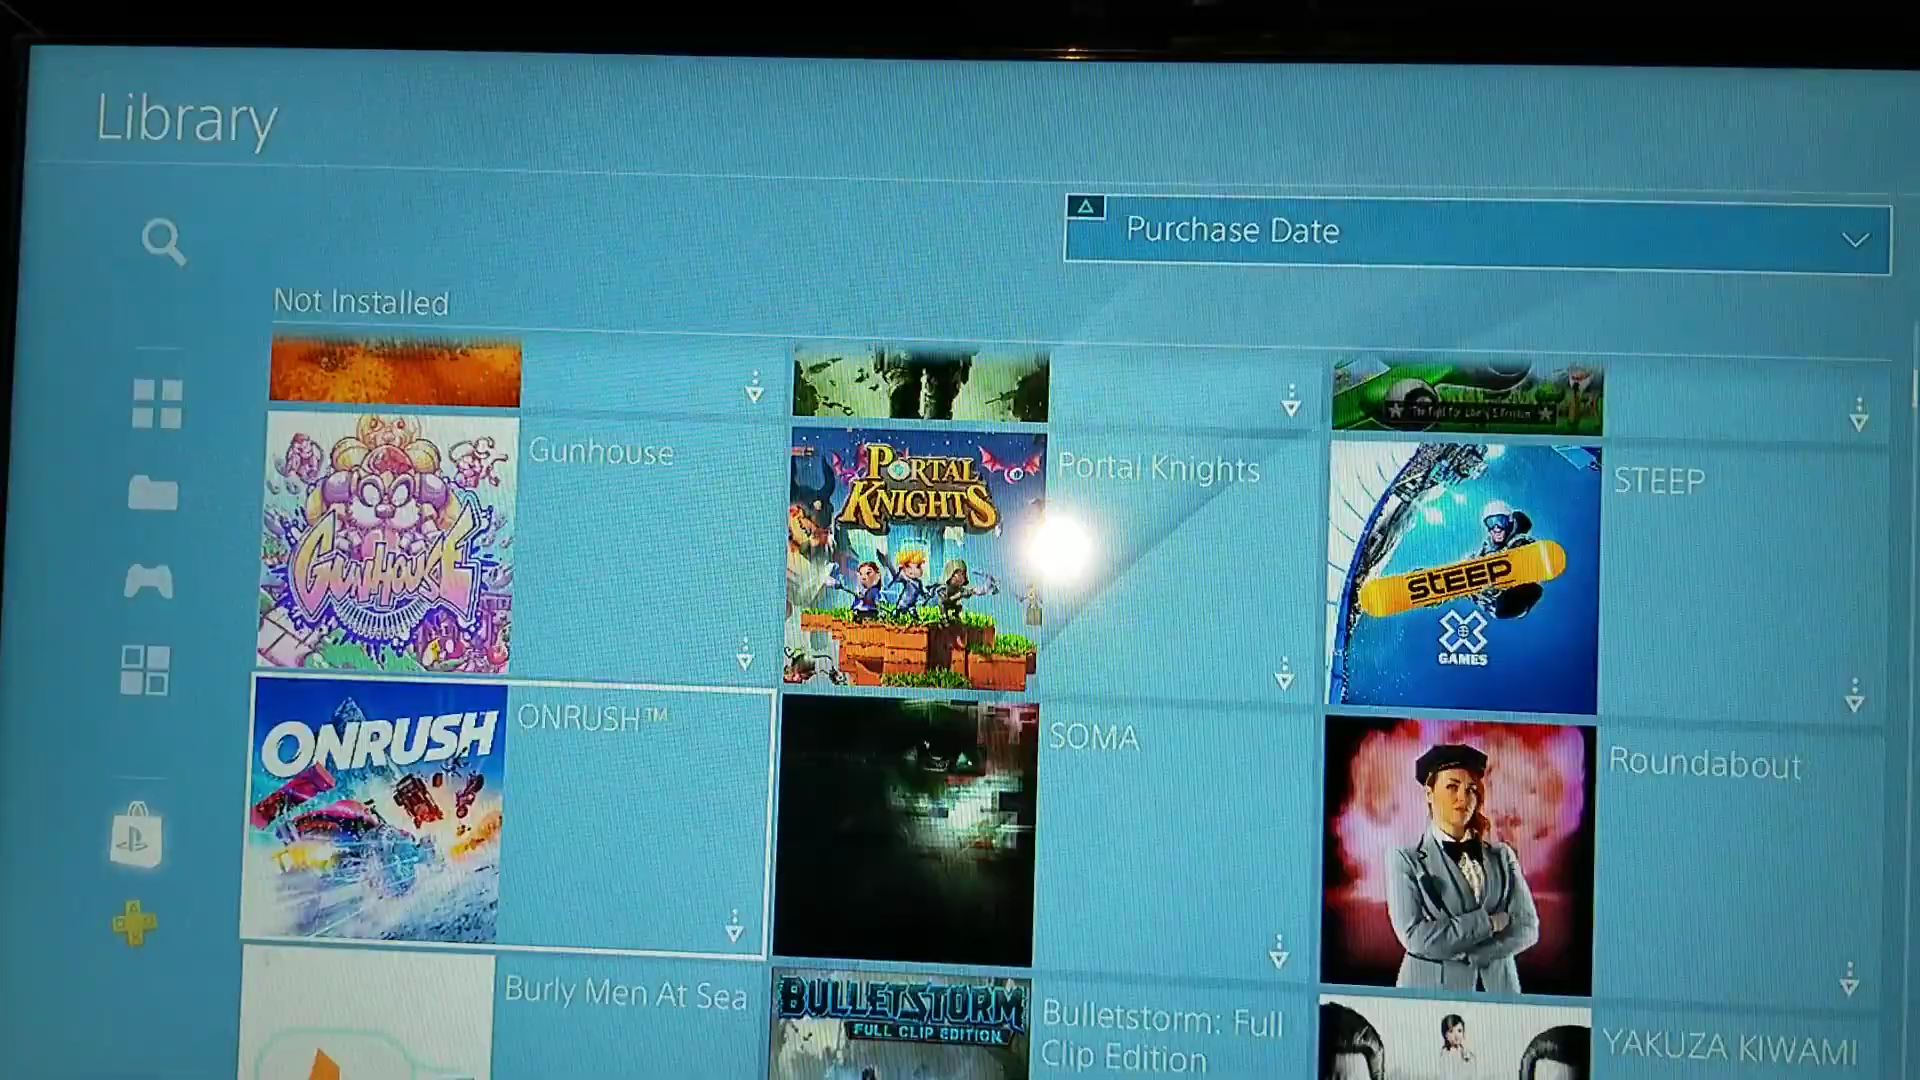 Library
Purchase Date
Not Installed
GUNHOUSE
Gunhouse
PORTAL
KNIGHTS
Portal Knights
STEEP
GAMES
STEEP
ONRUSH
ONRUSH™
SOMA
Roundabout
Burly Men At Sea
BULLETSTORM
FULL CLIP EDITION
Bulletstorm: Full
Clip Edition
YAKUZA KIWAMI